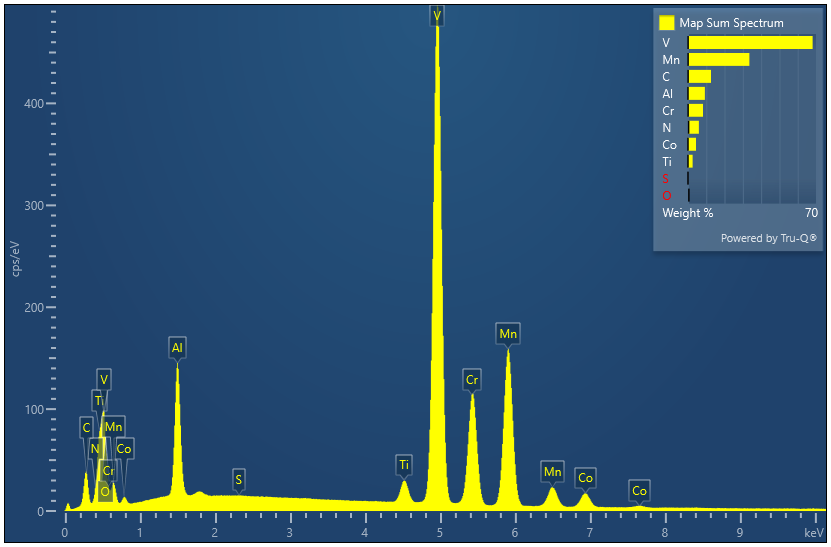 V
Map Sum Spectrum
V
Mn
C
Al
Cr
N
Co
Ti
S
O
Weight % 70
Powered by Tru-Q®
cps/eV
400
300
200
100
0
Al
V
Ti
C
Mn
N
Co
Cr
O
S
Ti
Cr
Mn
Mn
Co
Co
0 1 2 3 4 5 6 7 8 9 keV